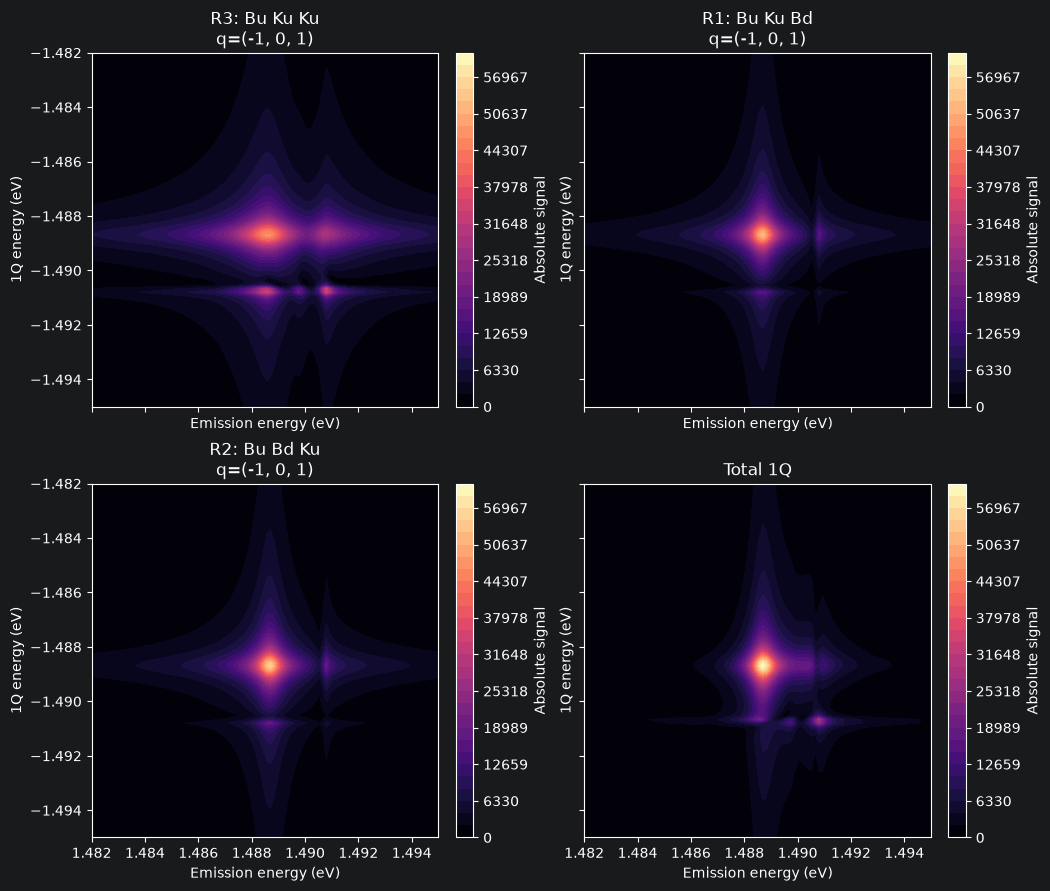 R3: Bu Ku Ku
q=(-1, 0, 1)
R1: Bu Ku Bd
q=(-1, 0, 1)
1Q energy (eV)
−1.482
−1.484
−1.486
−1.488
−1.490
−1.492
−1.494
Emission energy (eV)
56967
50637
44307
37978
31648
25318
18989
12659
6330
0
Absolute signal
1Q energy (eV)
Emission energy (eV)
56967
50637
44307
37978
31648
25318
18989
12659
6330
0
Absolute signal
R2: Bu Bd Ku
q=(-1, 0, 1)
Total 1Q
1Q energy (eV)
−1.482
−1.484
−1.486
−1.488
−1.490
−1.492
−1.494
1.482 1.484 1.486 1.488 1.490 1.492 1.494
Emission energy (eV)
56967
50637
44307
37978
31648
25318
18989
12659
6330
0
Absolute signal
1Q energy (eV)
1.482 1.484 1.486 1.488 1.490 1.492 1.494
Emission energy (eV)
56967
50637
44307
37978
31648
25318
18989
12659
6330
0
Absolute signal